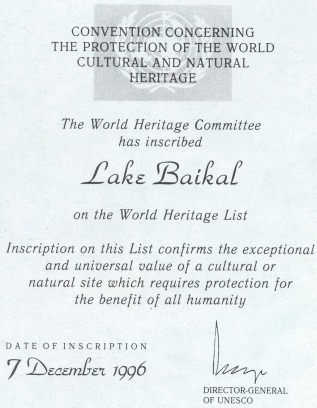 CONVENTION CONCERNING
THE PROTECTION OF THE WORLD
CULTURAL AND NATURAL
HERITAGE
The World Heritage Committee
has inscribed
Lake Baikal
on the World Heritage List
Inscription on this List confirms the exceptional
and universal value of a cultural or
natural site which requires protection for
the benefit of all humanity
DATE OF INSCRIPTION
7 December 1996
DIRECTOR-GENERAL
OF UNESCO